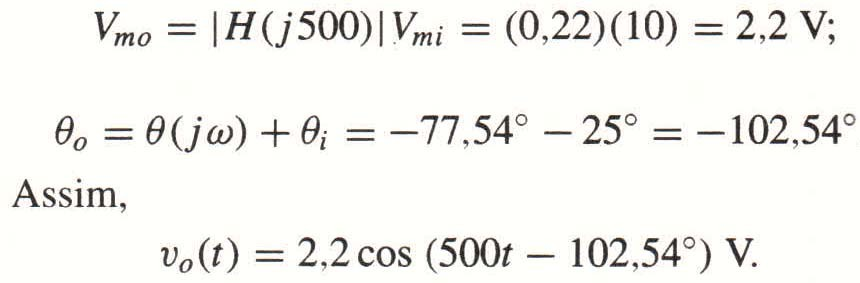 V_mo = |H(j500)|V_mi = (0,22)(10) = 2,2 V;
θ_o = θ(jω) + θ_i = −77,54° − 25° = −102,54°
Assim,
v_o(t) = 2,2 cos (500t − 102,54°) V.